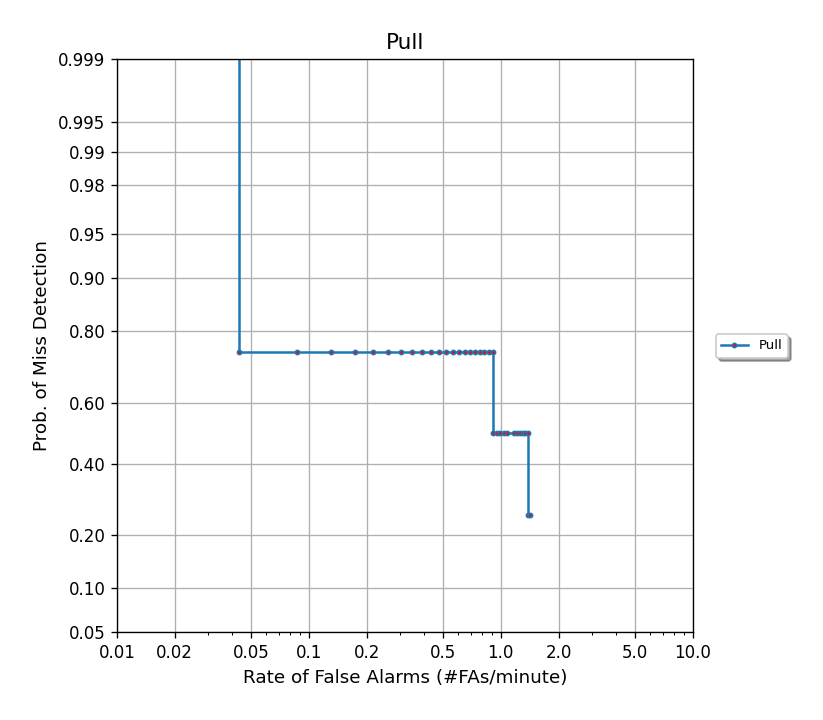 Pull
0.999
0.995
0.99
0.98
0.95
0.90
0.80
0.60
0.40
0.20
0.10
0.05
Prob. of Miss Detection
0.01 0.02 0.05 0.1 0.2 0.5 1.0 2.0 5.0 10.0
Rate of False Alarms (#FAs/minute)
Pull